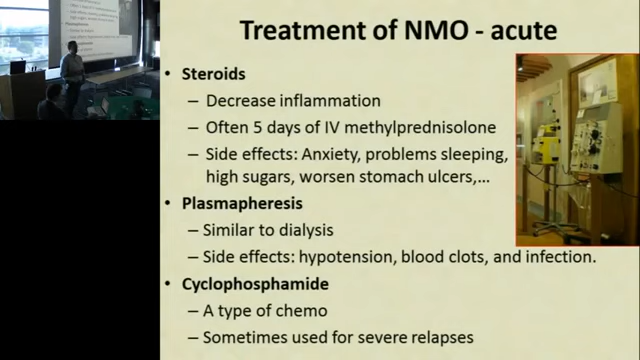 Treatment of NMO - acute
• Steroids
– Decrease inflammation
– Often 5 days of IV methylprednisolone
– Side effects: Anxiety, problems sleeping,
high sugars, worsen stomach ulcers,...
• Plasmapheresis
– Similar to dialysis
– Side effects: hypotension, blood clots, and infection.
• Cyclophosphamide
– A type of chemo
– Sometimes used for severe relapses